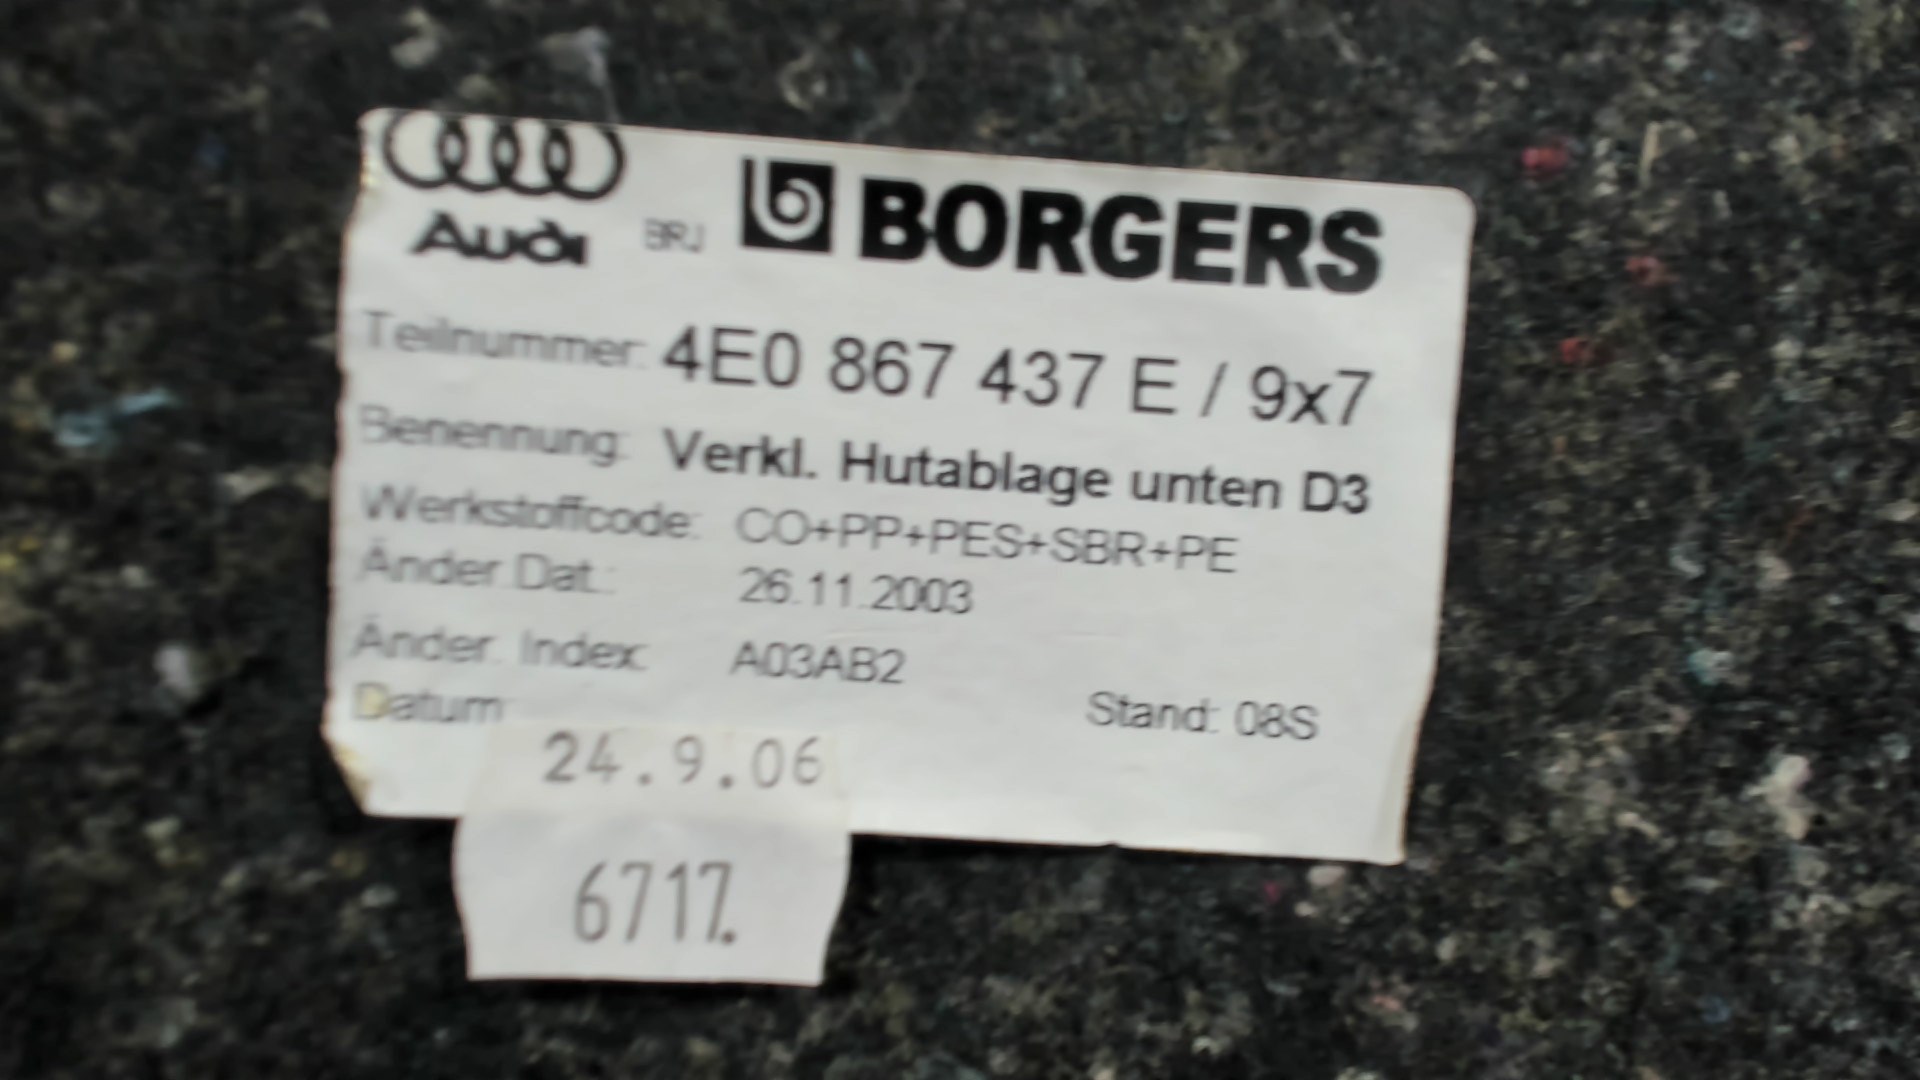 Audi BRJ b BORGERS
Teilnummer: 4E0 867 437 E / 9x7
Benennung: Verkl. Hutablage unten D3
Werkstoffcode: CO+PP+PES+SBR+PE
Änder.Dat.: 26.11.2003
Änder. Index: A03AB2
Datum Stand: 08S
24.9.06
6717.